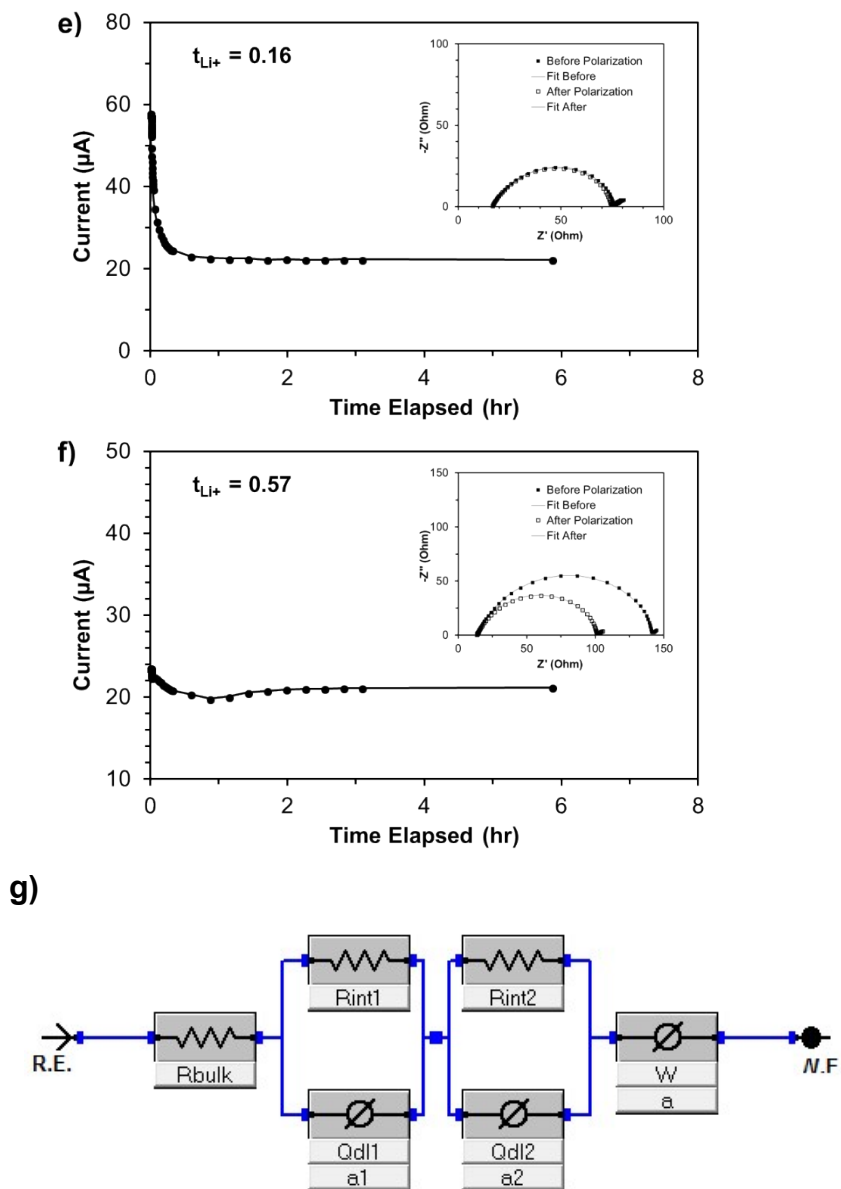 e)
t_Li+ = 0.16
80
60
40
20
0
Current (µA)
0 2 4 6 8
Time Elapsed (hr)
100
50
0
-Z'' (Ohm)
Before Polarization
Fit Before
After Polarization
Fit After
0 50 100
Z' (Ohm)
f)
t_Li+ = 0.57
50
40
30
20
10
Current (µA)
0 2 4 6 8
Time Elapsed (hr)
150
100
50
0
-Z'' (Ohm)
Before Polarization
Fit Before
After Polarization
Fit After
0 50 100 150
Z' (Ohm)
g)
Rint1 Rint2
R.E. Rbulk W W.F
a
Qdl1 Qdl2
a1 a2